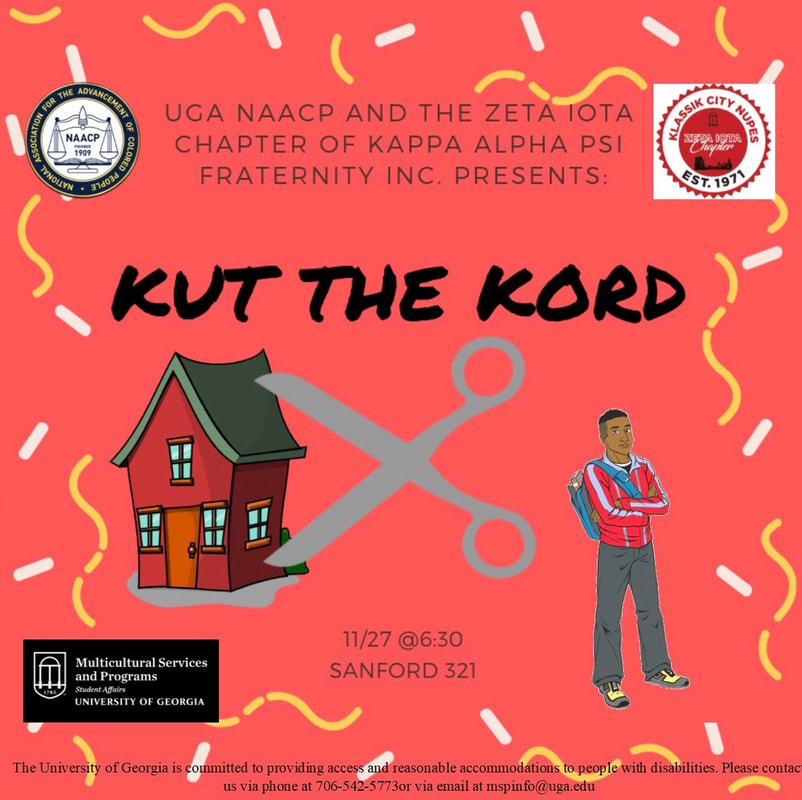 UGA NAACP AND THE ZETA IOTA
CHAPTER OF KAPPA ALPHA PSI
FRATERNITY INC. PRESENTS:
NATIONAL ASSOCIATION FOR THE ADVANCEMENT OF COLORED PEOPLE
NAACP
FOUNDED
1909
KLASSIK CITY NUPES
ZETA IOTA
Chapter
EST. 1971
KUT THE KORD
11/27 @6:30
SANFORD 321
1785
Multicultural Services
and Programs
Student Affairs
UNIVERSITY OF GEORGIA
The University of Georgia is committed to providing access and reasonable accommodations to people with disabilities. Please contac
us via phone at 706-542-5773or via email at mspinfo@uga.edu